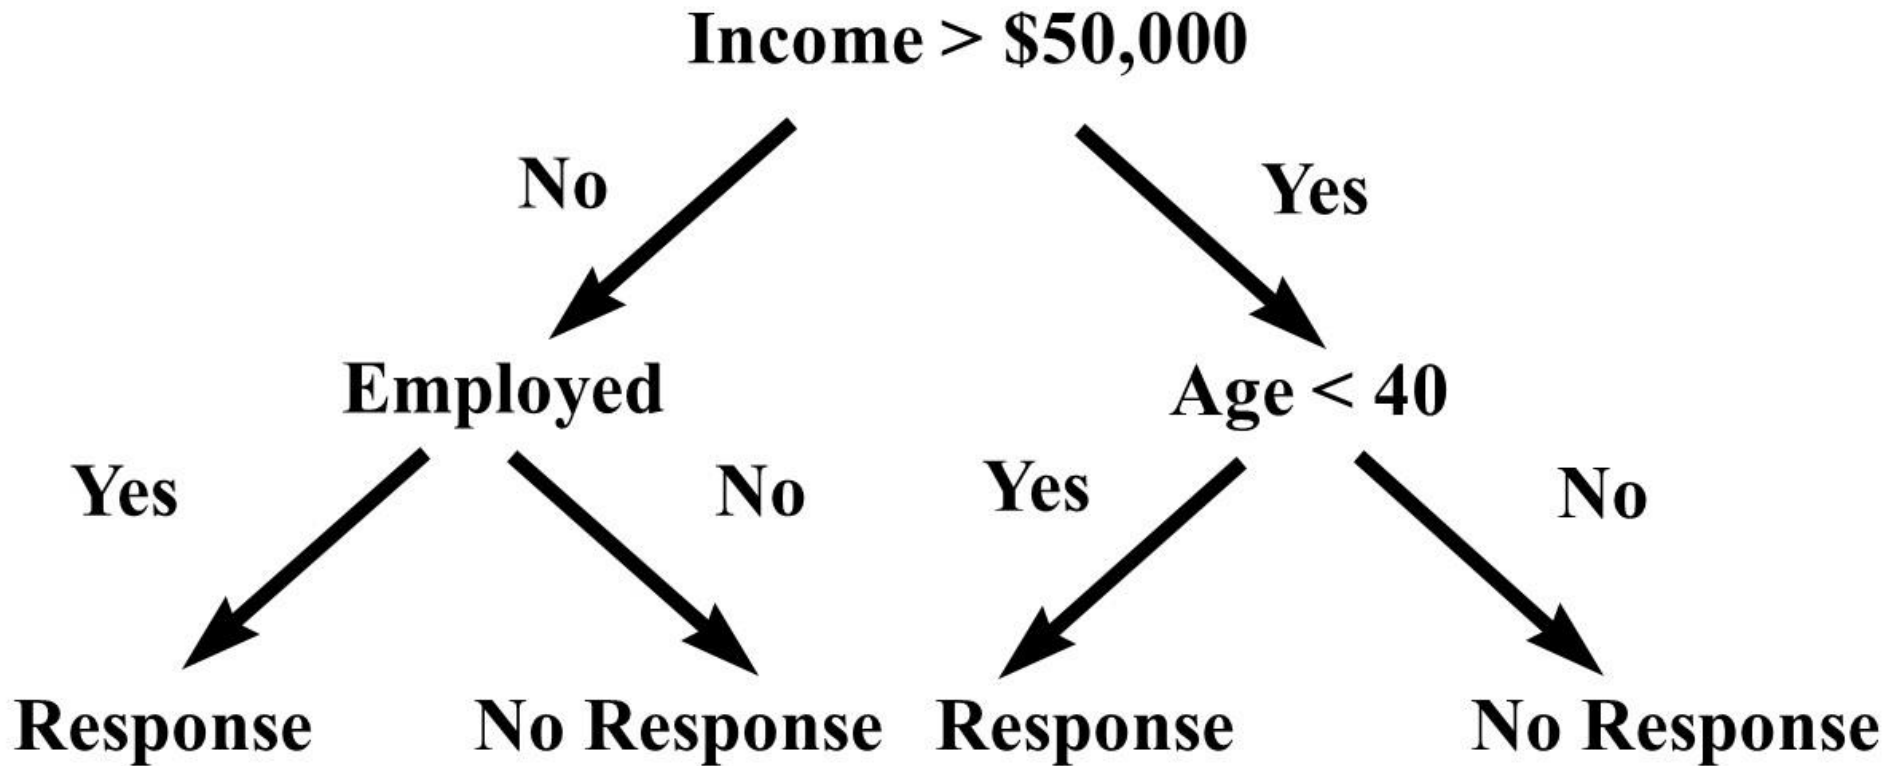 Income > $50,000
No
Yes
Employed
Age < 40
Yes
No
Yes
No
Response
No Response
Response
No Response